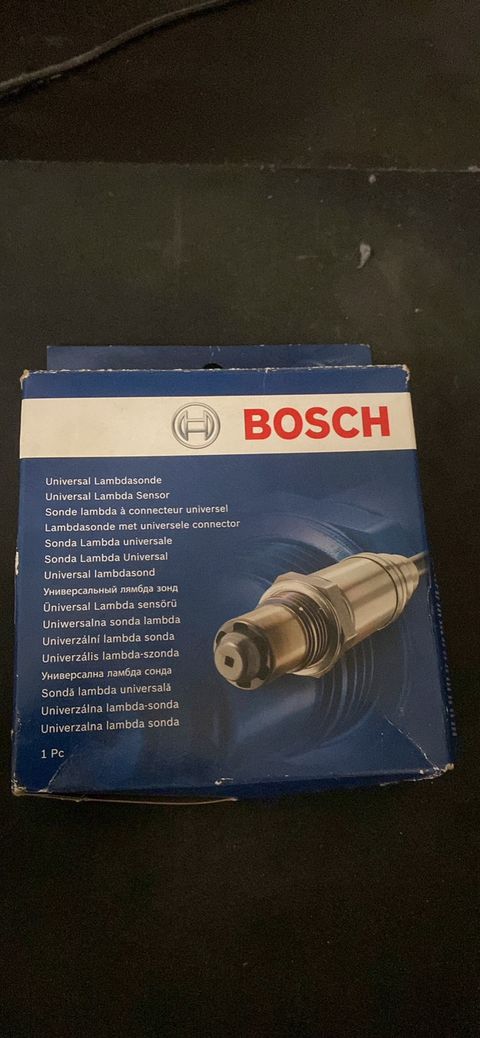 BOSCH
Universal Lambdasonde
Universal Lambda Sensor
Sonde lambda à connecteur universel
Lambdasonde met universele connector
Sonda Lambda universale
Sonda Lambda Universal
Universal lambdasond
Универсальный лямбда зонд
Üniversal Lambda sensörü
Uniwersalna sonda lambda
Univerzální lambda sonda
Univerzális lambda-szonda
Универсална ламбда сонда
Sondă lambda universală
Univerzálna lambda-sonda
Univerzalna lambda sonda
1 Pc